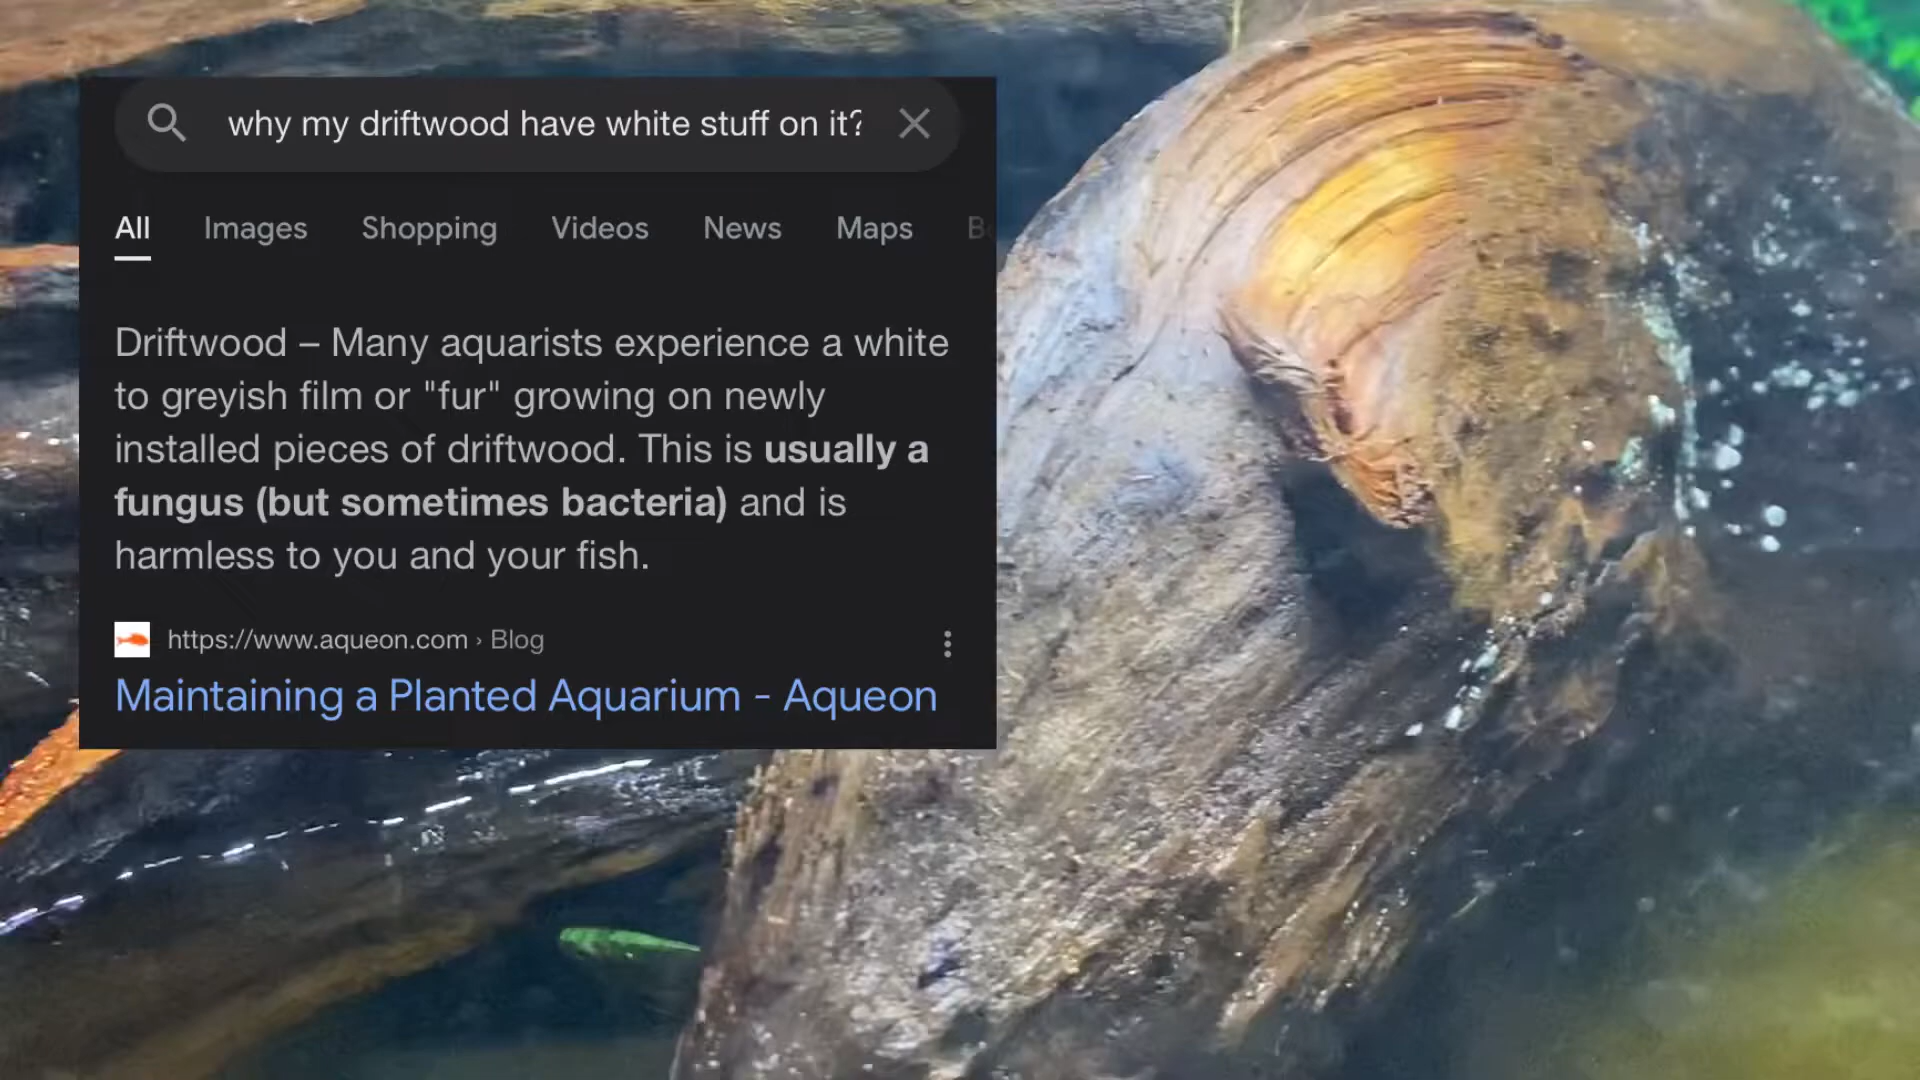 why my driftwood have white stuff on it?
All Images Shopping Videos News Maps
Driftwood – Many aquarists experience a white
to greyish film or "fur" growing on newly
installed pieces of driftwood. This is usually a
fungus (but sometimes bacteria) and is
harmless to you and your fish.
https://www.aqueon.com › Blog
Maintaining a Planted Aquarium - Aqueon